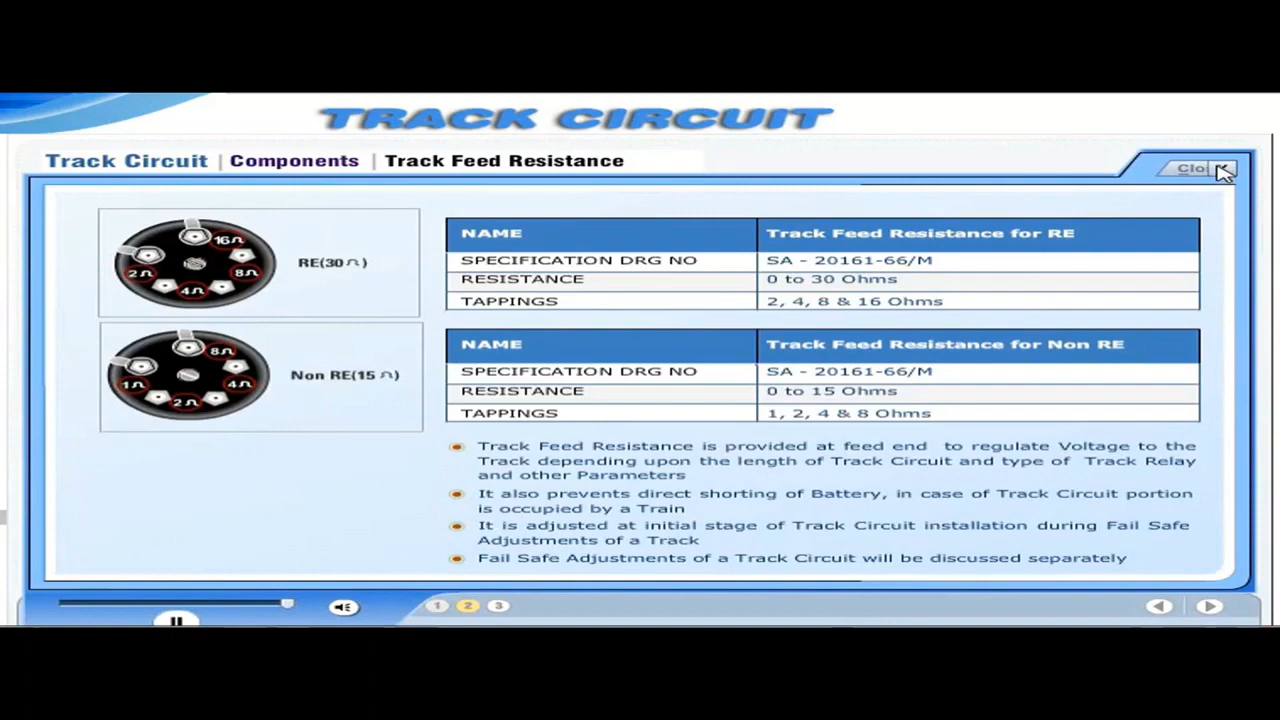 TRACK CIRCUIT
Track Circuit | Components | Track Feed Resistance
Clo
16Ω
2Ω
8Ω
4Ω
RE(30Ω)
NAME Track Feed Resistance for RE
SPECIFICATION DRG NO SA - 20161-66/M
RESISTANCE 0 to 30 Ohms
TAPPINGS 2, 4, 8 & 16 Ohms
8Ω
1Ω
4Ω
2Ω
Non RE(15Ω)
NAME Track Feed Resistance for Non RE
SPECIFICATION DRG NO SA - 20161-66/M
RESISTANCE 0 to 15 Ohms
TAPPINGS 1, 2, 4 & 8 Ohms
Track Feed Resistance is provided at feed end to regulate Voltage to the
Track depending upon the length of Track Circuit and type of Track Relay
and other Parameters
It also prevents direct shorting of Battery, in case of Track Circuit portion
is occupied by a Train
It is adjusted at initial stage of Track Circuit installation during Fail Safe
Adjustments of a Track
Fail Safe Adjustments of a Track Circuit will be discussed separately
1 2 3